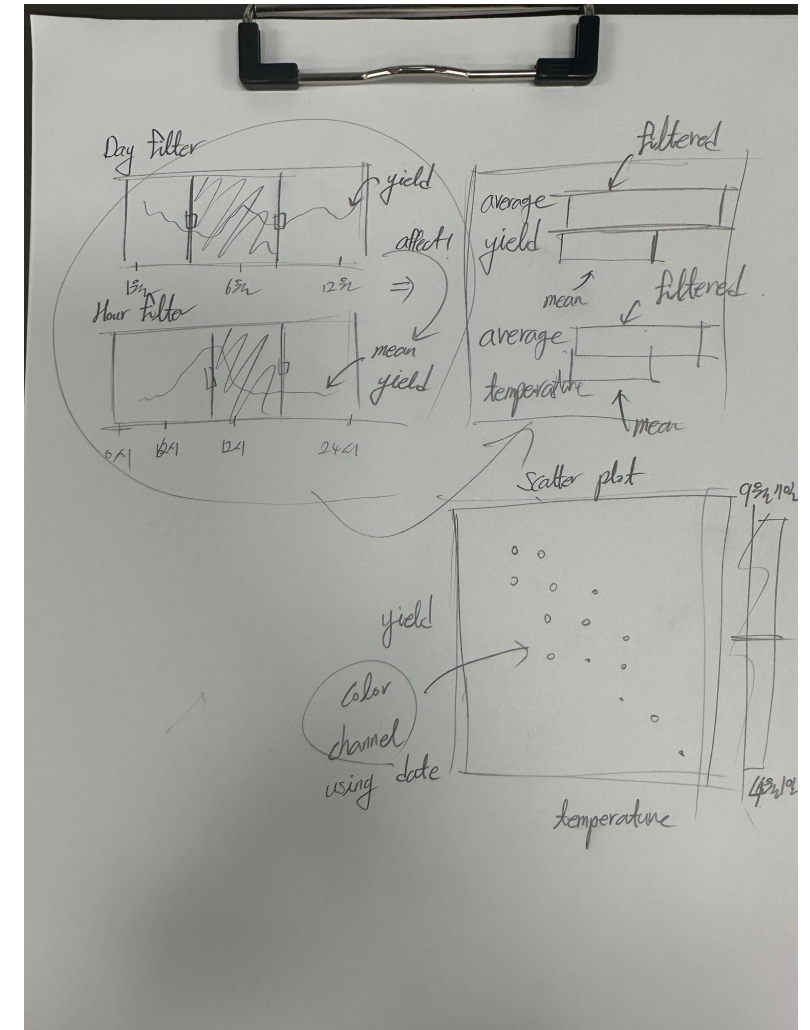 Day filter
yield
1월
6월
12월
affect!
⇒
Hour filter
mean
yield
0시
12시
24시
filtered
average
yield
mean
filtered
average
temperature
mean
scatter plot
yield
color
channel
using date
temperature
9월1일
4월1일